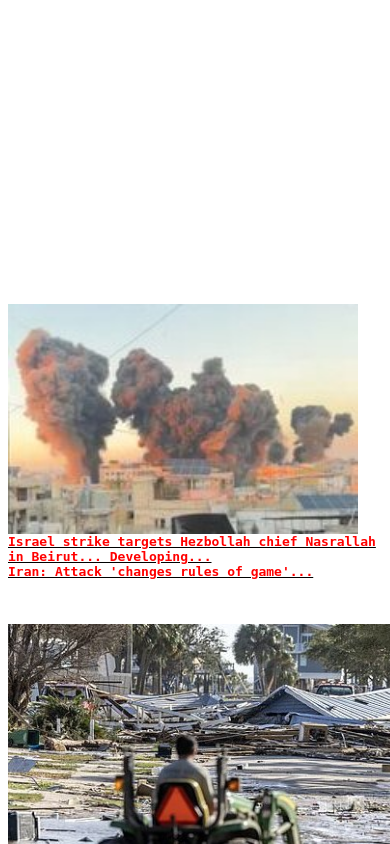 Israel strike targets Hezbollah chief Nasrallah
in Beirut... Developing...
Iran: Attack 'changes rules of game'...